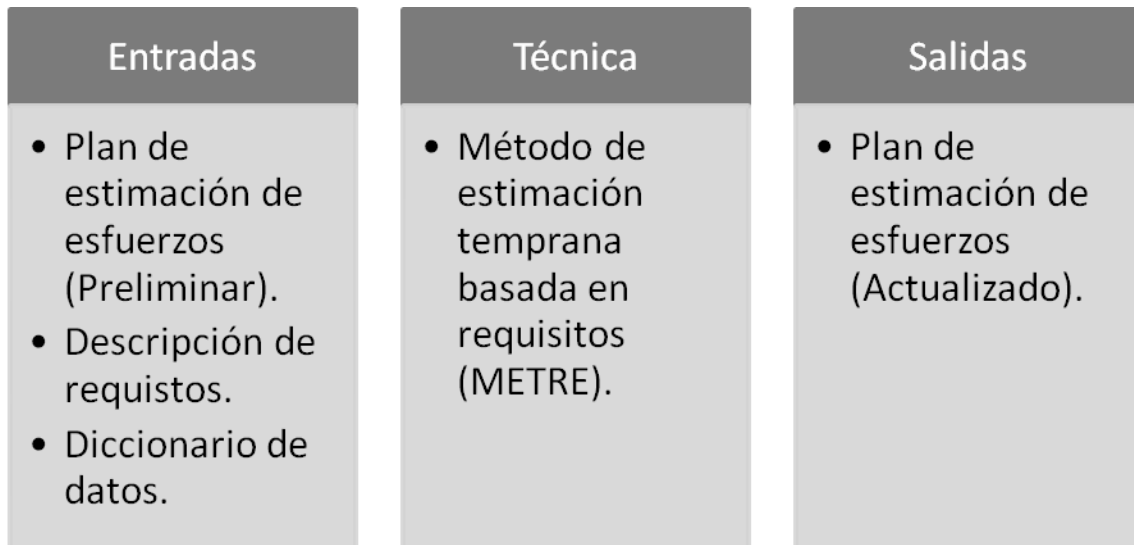 Entradas
• Plan de
estimación de
esfuerzos
(Preliminar).
• Descripción de
requistos.
• Diccionario de
datos.
Técnica
• Método de
estimación
temprana
basada en
requisitos
(METRE).
Salidas
• Plan de
estimación de
esfuerzos
(Actualizado).